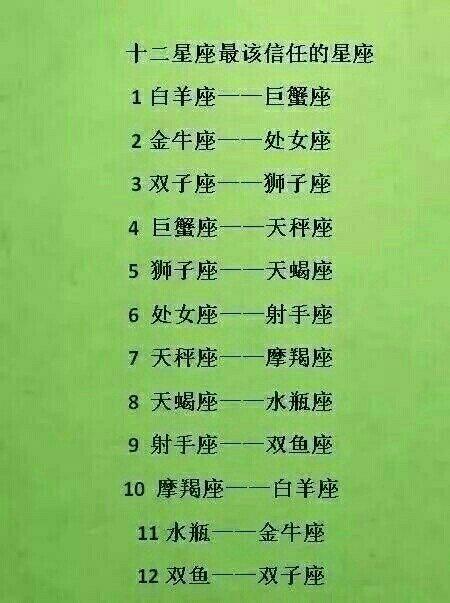 十二星座最该信任的星座
1 白羊座——巨蟹座
2 金牛座——处女座
3 双子座——狮子座
4 巨蟹座——天秤座
5 狮子座——天蝎座
6 处女座——射手座
7 天秤座——摩羯座
8 天蝎座——水瓶座
9 射手座——双鱼座
10 摩羯座——白羊座
11 水瓶——金牛座
12 双鱼——双子座